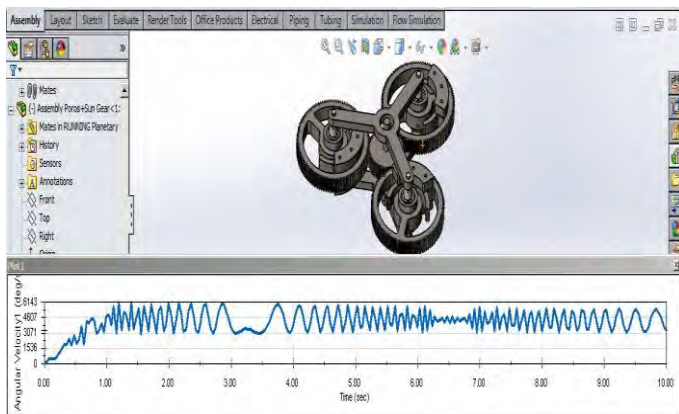 Assembly Layout Sketch Evaluate Render Tools Office Products Electrical Piping Tubing Simulation Flow Simulation
Mates
(-) Assembly Poros+Sun Gear<1>
Mates in RUNNING Planetary
History
Sensors
Annotations
Front
Top
Right
Plot1
Angular Velocity1 (deg/s
6143
4607
3071
1536
0
0.00 1.00 2.00 3.00 4.00 5.00 6.00 7.00 8.00 9.00 10.00
Time (sec)